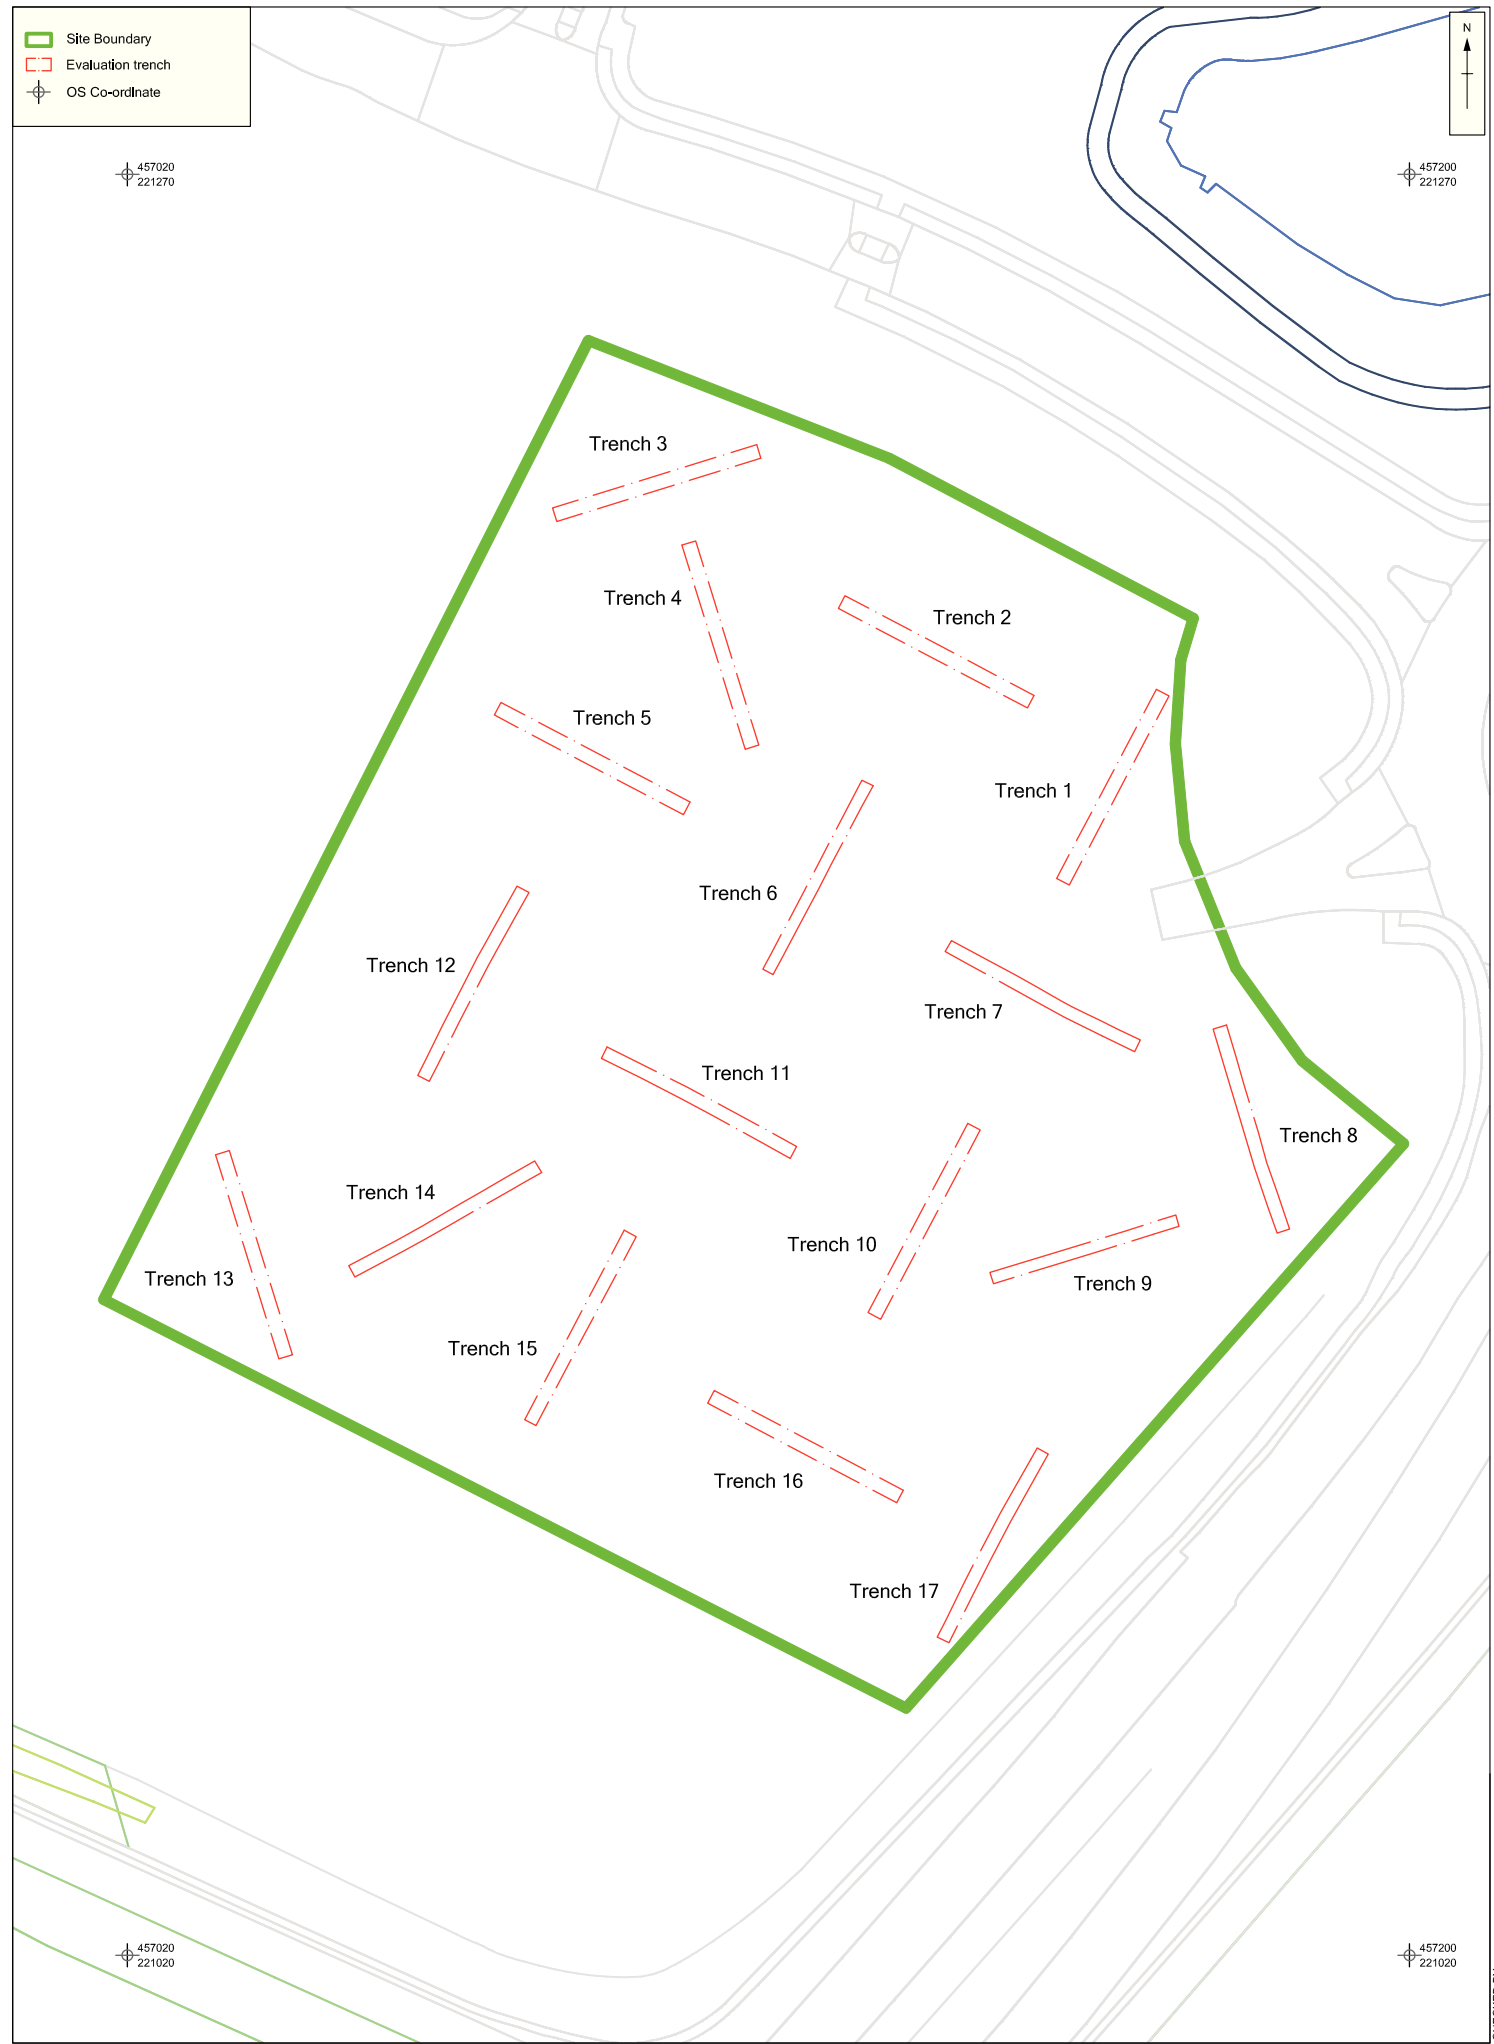 Site Boundary
Evaluation trench
OS Co-ordinate
N
457020
221270
457200
221270
Trench 3
Trench 4
Trench 2
Trench 5
Trench 1
Trench 6
Trench 12
Trench 7
Trench 11
Trench 8
Trench 14
Trench 10
Trench 13
Trench 9
Trench 15
Trench 16
Trench 17
457020
221020
457200
221020